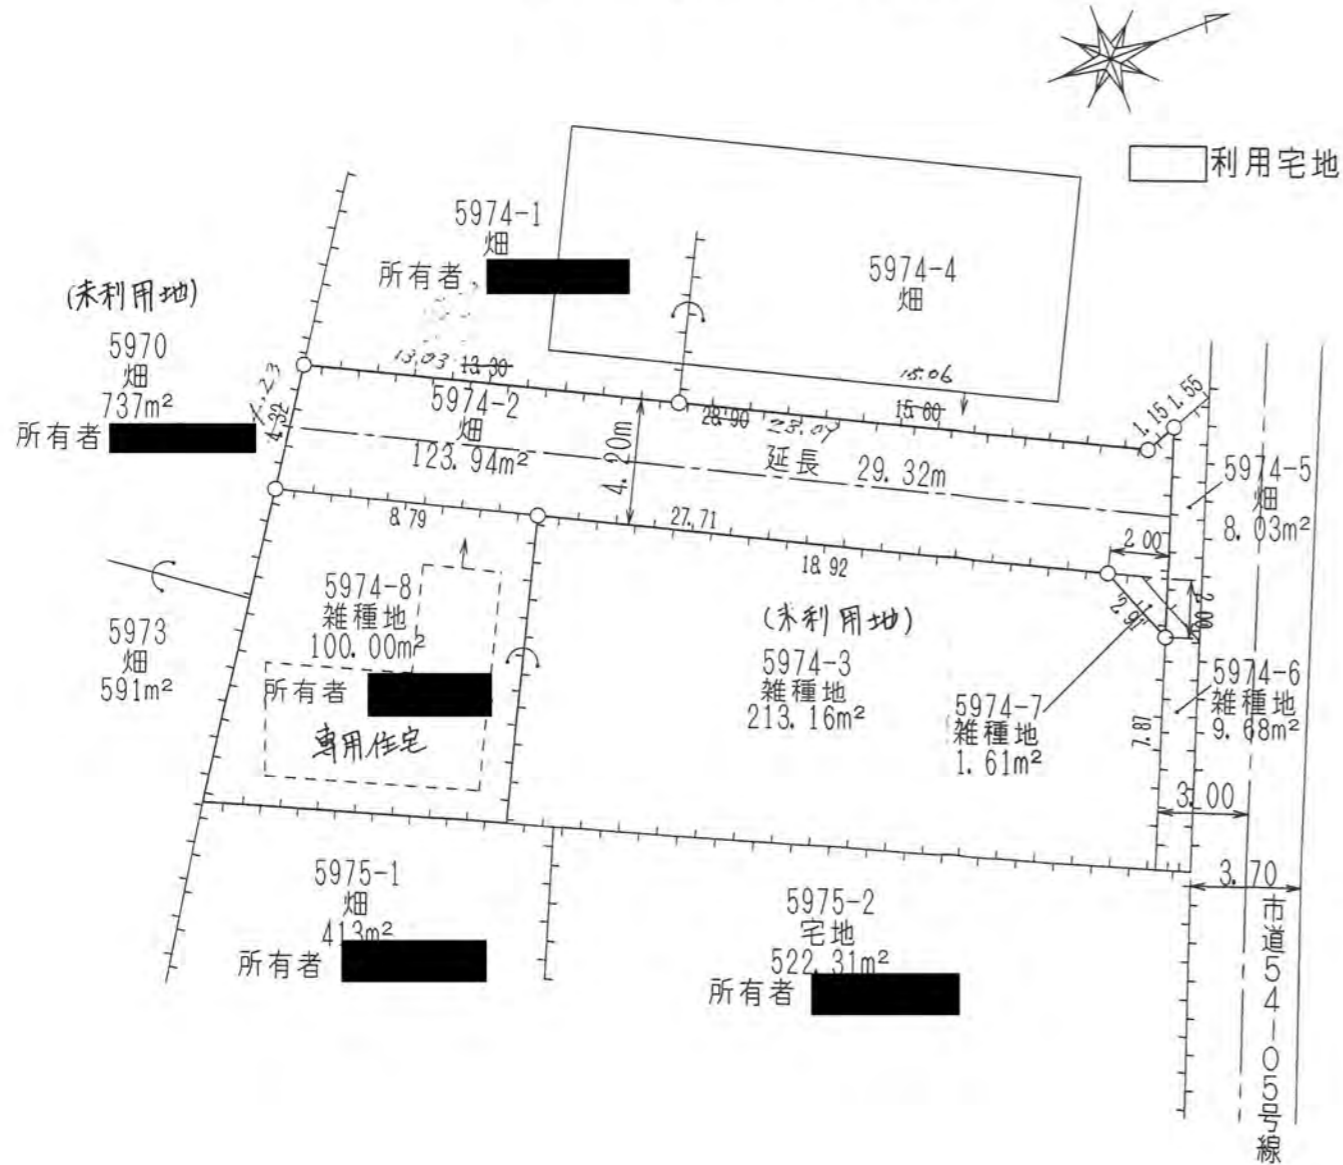 利用宅地
5974-1
畑
所有者
5974-4
畑
(未利用地)
5970
畑
737m²
所有者
4.23
4.32
13.03 13.30
15.06
15.60
28.90
5974-2
畑
123.94m²
4.20m
延長 29.32m
1.15
1.55
5974-5
畑
8.03m²
8.79
27.71
18.92
2.00
2.00
5974-8
雑種地
100.00m²
所有者
専用住宅
5973
畑
591m²
(未利用地)
5974-3
雑種地
213.16m²
5974-7
雑種地
1.61m²
5974-6
雑種地
9.68m²
7.87
3.00
3.70
5975-1
畑
413m²
所有者
5975-2
宅地
522.31m²
所有者
市道54-05号線